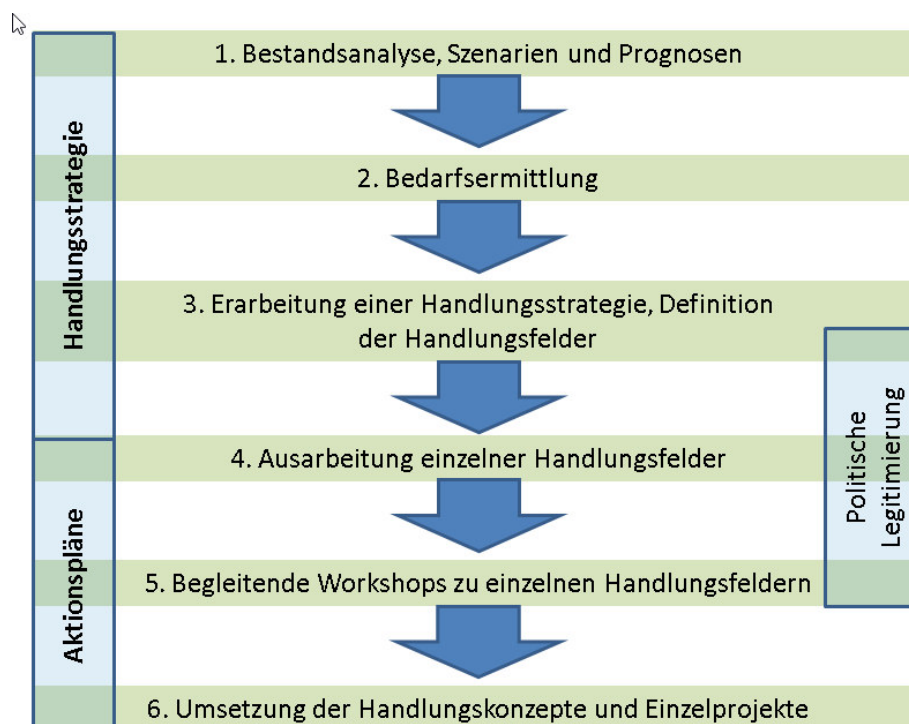 1. Bestandsanalyse, Szenarien und Prognosen
2. Bedarfsermittlung
3. Erarbeitung einer Handlungsstrategie, Definition
der Handlungsfelder
4. Ausarbeitung einzelner Handlungsfelder
5. Begleitende Workshops zu einzelnen Handlungsfeldern
6. Umsetzung der Handlungskonzepte und Einzelprojekte
Handlungsstrategie
Aktionspläne
Politische
Legitimierung